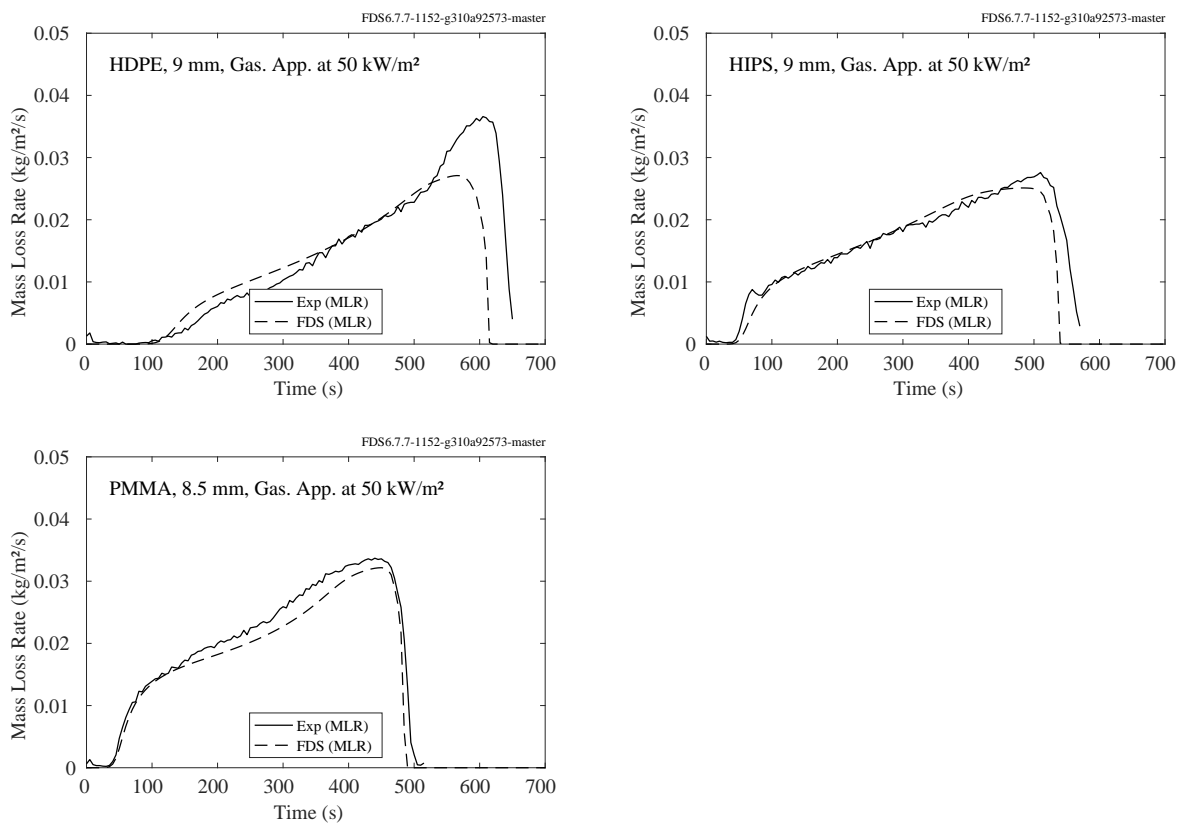 FDS6.7.7-1152-g310a92573-master
HDPE, 9 mm, Gas. App. at 50 kW/m²
Mass Loss Rate (kg/m²/s)
0.05
0.04
0.03
0.02
0.01
0
Exp (MLR)
FDS (MLR)
0 100 200 300 400 500 600 700
Time (s)
FDS6.7.7-1152-g310a92573-master
HIPS, 9 mm, Gas. App. at 50 kW/m²
Mass Loss Rate (kg/m²/s)
0.05
0.04
0.03
0.02
0.01
0
Exp (MLR)
FDS (MLR)
0 100 200 300 400 500 600 700
Time (s)
FDS6.7.7-1152-g310a92573-master
PMMA, 8.5 mm, Gas. App. at 50 kW/m²
Mass Loss Rate (kg/m²/s)
0.05
0.04
0.03
0.02
0.01
0
Exp (MLR)
FDS (MLR)
0 100 200 300 400 500 600 700
Time (s)